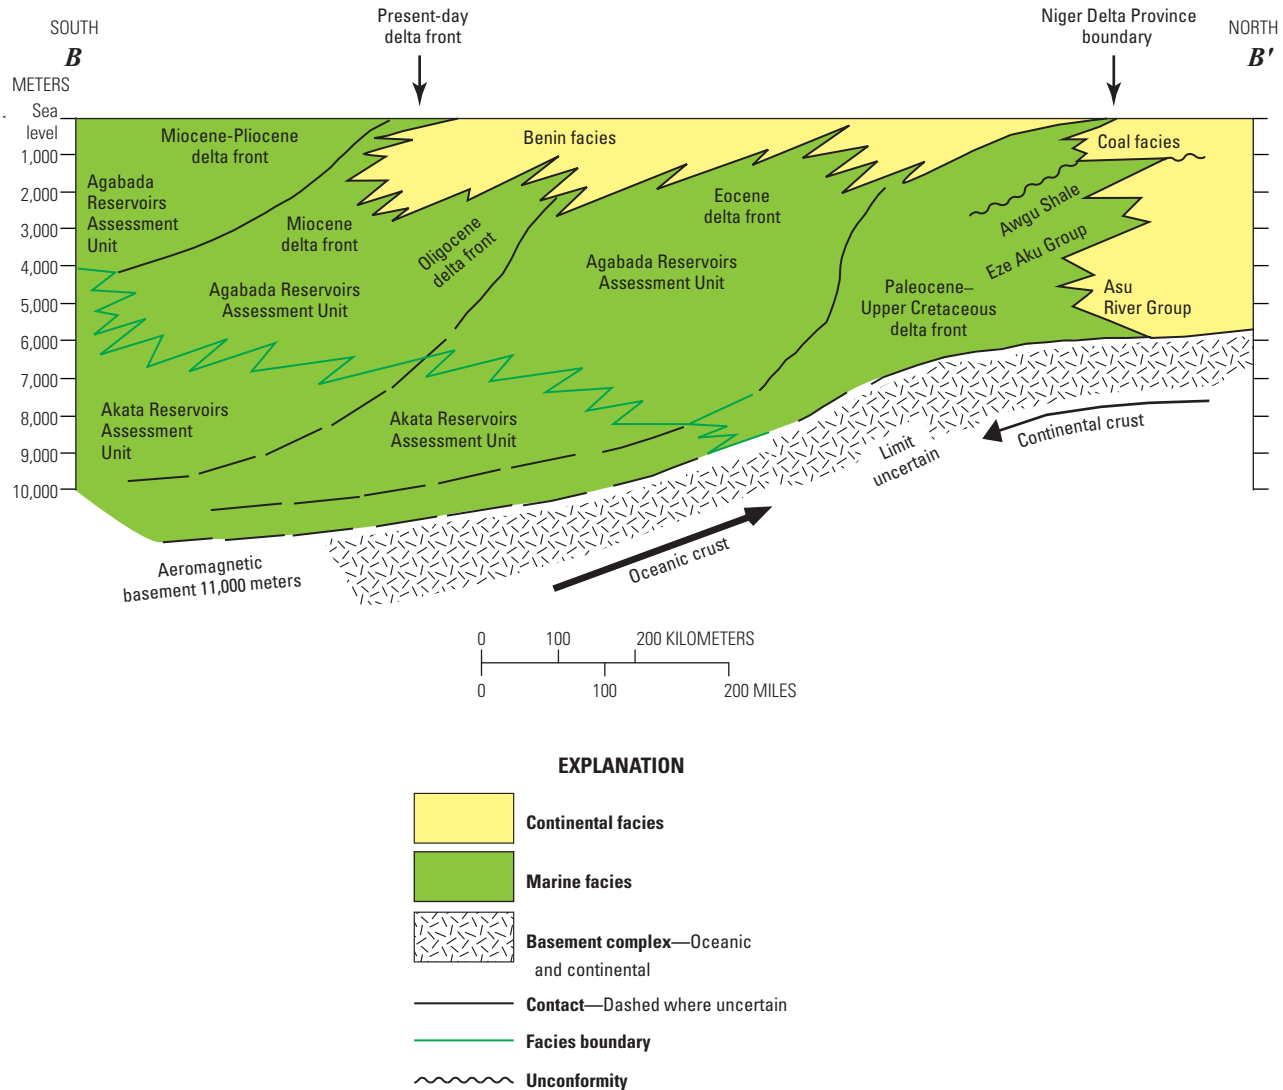 SOUTH
B
Present-day
delta front
Niger Delta Province
boundary
NORTH
B'
METERS
Sea
level
1,000
2,000
3,000
4,000
5,000
6,000
7,000
8,000
9,000
10,000
Miocene-Pliocene
delta front
Benin facies
Coal facies
Agabada
Reservoirs
Assessment
Unit
Miocene
delta front
Oligocene
delta front
Eocene
delta front
Awgu Shale
Eze Aku Group
Agabada Reservoirs
Assessment Unit
Agabada Reservoirs
Assessment Unit
Paleocene–
Upper Cretaceous
delta front
Asu
River Group
Akata Reservoirs
Assessment
Unit
Akata Reservoirs
Assessment Unit
Limit
uncertain
Continental crust
Oceanic crust
Aeromagnetic
basement 11,000 meters
0 100 200 KILOMETERS
0 100 200 MILES
EXPLANATION
Continental facies
Marine facies
Basement complex—Oceanic
and continental
Contact—Dashed where uncertain
Facies boundary
Unconformity